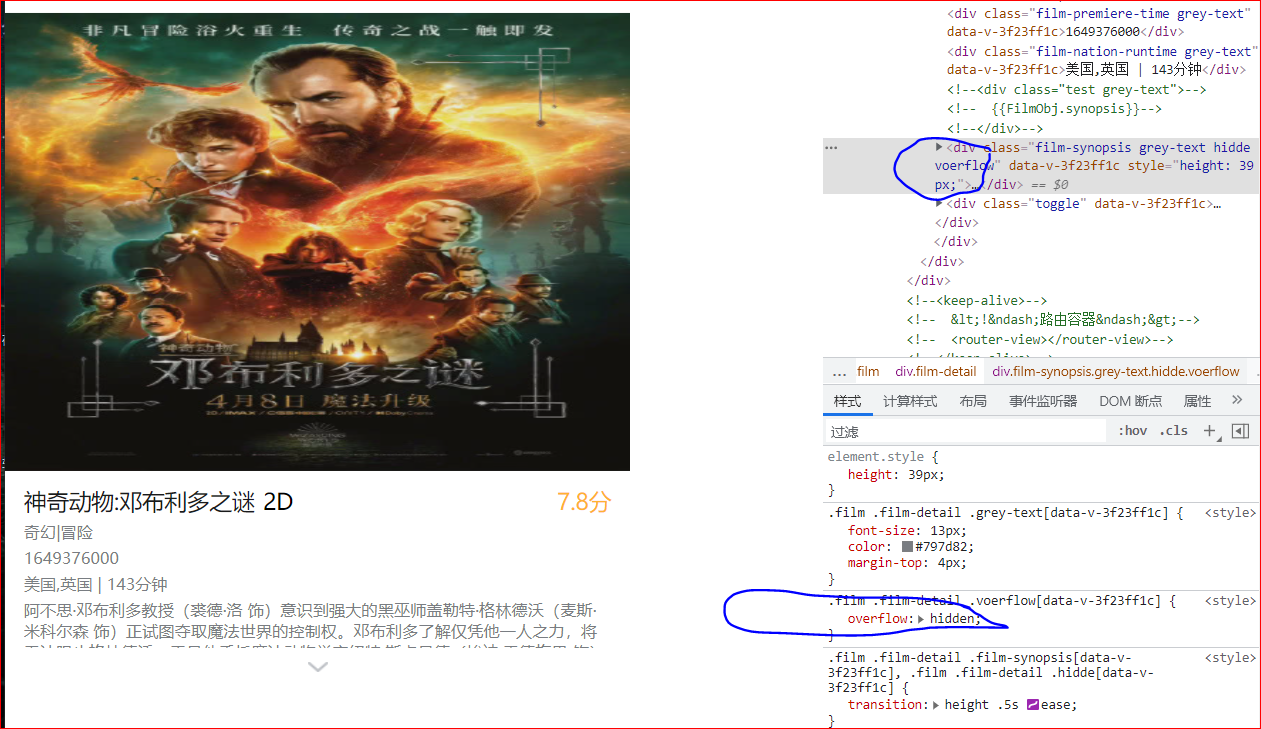 非凡冒险浴火重生 传奇之战一触即发
神奇动物
邓布利多之谜
4月8日 魔法升级
神奇动物:邓布利多之谜 2D
7.8分
奇幻|冒险
1649376000
美国,英国 | 143分钟
阿不思·邓布利多教授（裘德·洛 饰）意识到强大的黑巫师盖勒特·格林德沃（麦斯·
米科尔森 饰）正试图夺取魔法世界的控制权。邓布利多了解仅凭他一人之力，将
<div class="film-premiere-time grey-text"
data-v-3f23ff1c>1649376000</div>
<div class="film-nation-runtime grey-text"
data-v-3f23ff1c>美国,英国 | 143分钟</div>
<!--<div class="test grey-text">-->
<!--  {{FilmObj.synopsis}}-->
<!--</div>-->
<div class="film-synopsis grey-text hidde
voerflow" data-v-3f23ff1c style="height: 39
px;">…</div> == $0
<div class="toggle" data-v-3f23ff1c>…
</div>
</div>
</div>
</div>
<!--<keep-alive>-->
<!--  &lt;!&ndash;路由容器&ndash;&gt;-->
<!--  <router-view></router-view>-->
... film div.film-detail div.film-synopsis.grey-text.hidde.voerflow
样式 计算样式 布局 事件监听器 DOM 断点 属性 »
过滤 :hov .cls +
element.style {
height: 39px;
}
.film .film-detail .grey-text[data-v-3f23ff1c] { <style>
font-size: 13px;
color: #797d82;
margin-top: 4px;
}
.film .film-detail .voerflow[data-v-3f23ff1c] { <style>
overflow: hidden;
}
.film .film-detail .film-synopsis[data-v- <style>
3f23ff1c], .film .film-detail .hidde[data-v-
3f23ff1c] {
transition: height .5s ease;
}